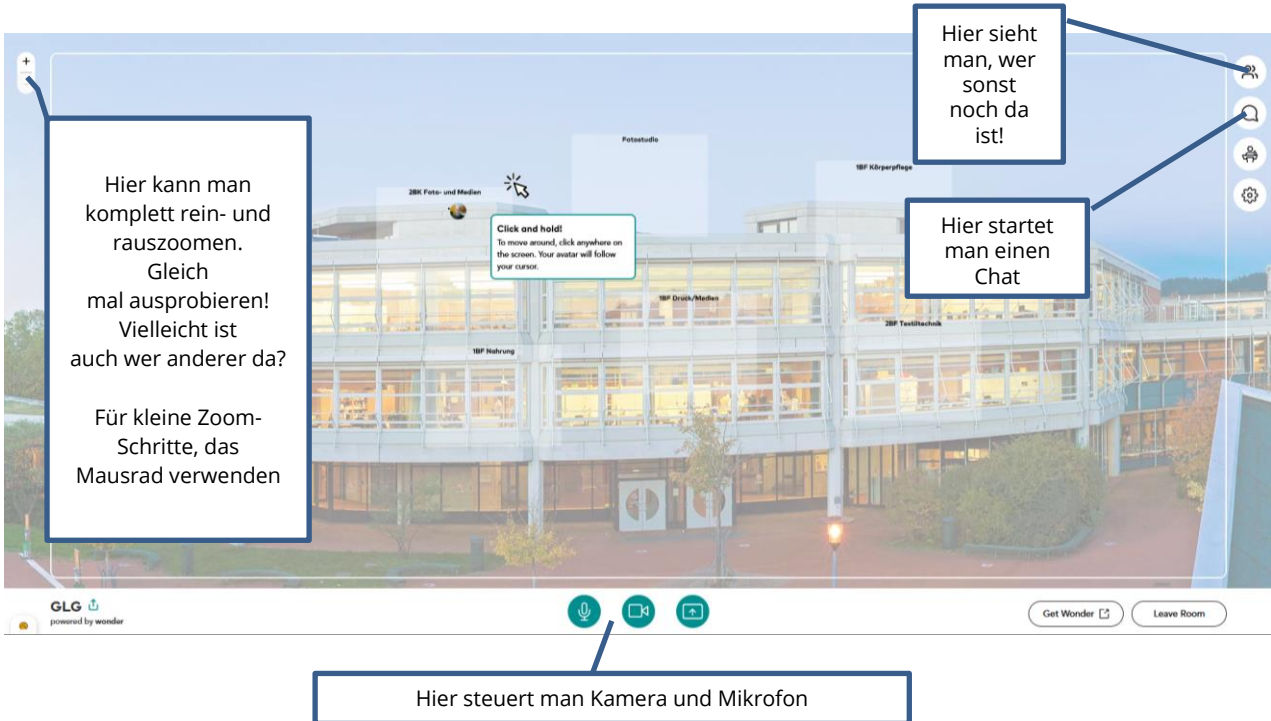 Hier sieht
man, wer
sonst
noch da
ist!
Hier kann man
komplett rein- und
rauszoomen.
Gleich
mal ausprobieren!
Vielleicht ist
auch wer anderer da?
Für kleine Zoom-
Schritte, das
Mausrad verwenden
Fotostudio
1BF Körperpflege
2BK Foto- und Medien
Click and hold!
To move around, click anywhere on
the screen. Your avatar will follow
your cursor.
Hier startet
man einen
Chat
1BF Druck/Medien
2BF Textiltechnik
1BF Nahrung
GLG
powered by wonder
Get Wonder
Leave Room
Hier steuert man Kamera und Mikrofon